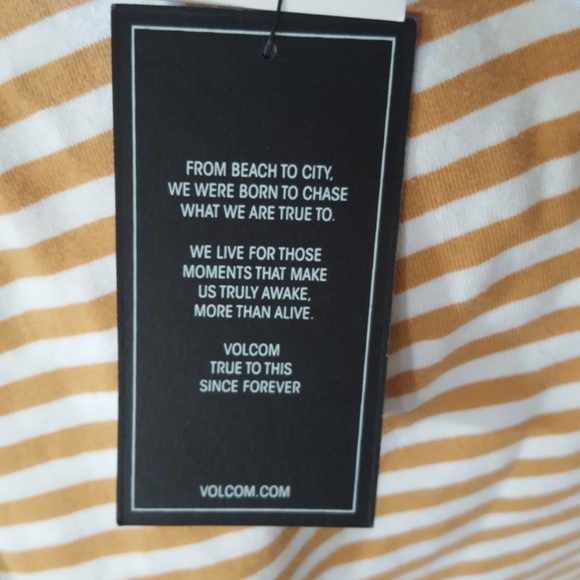 FROM BEACH TO CITY,
WE WERE BORN TO CHASE
WHAT WE ARE TRUE TO.
WE LIVE FOR THOSE
MOMENTS THAT MAKE
US TRULY AWAKE,
MORE THAN ALIVE.
VOLCOM
TRUE TO THIS
SINCE FOREVER
VOLCOM.COM